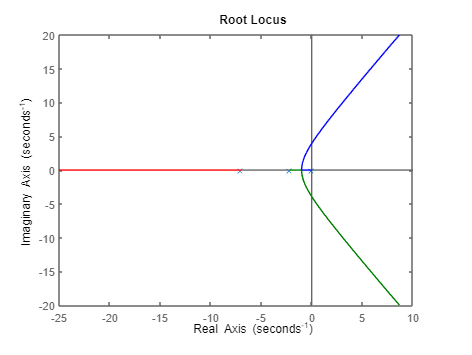 Root Locus
20
15
10
5
0
-5
-10
-15
-20
Imaginary Axis (seconds⁻¹)
-25 -20 -15 -10 -5 0 5 10
Real Axis (seconds⁻¹)